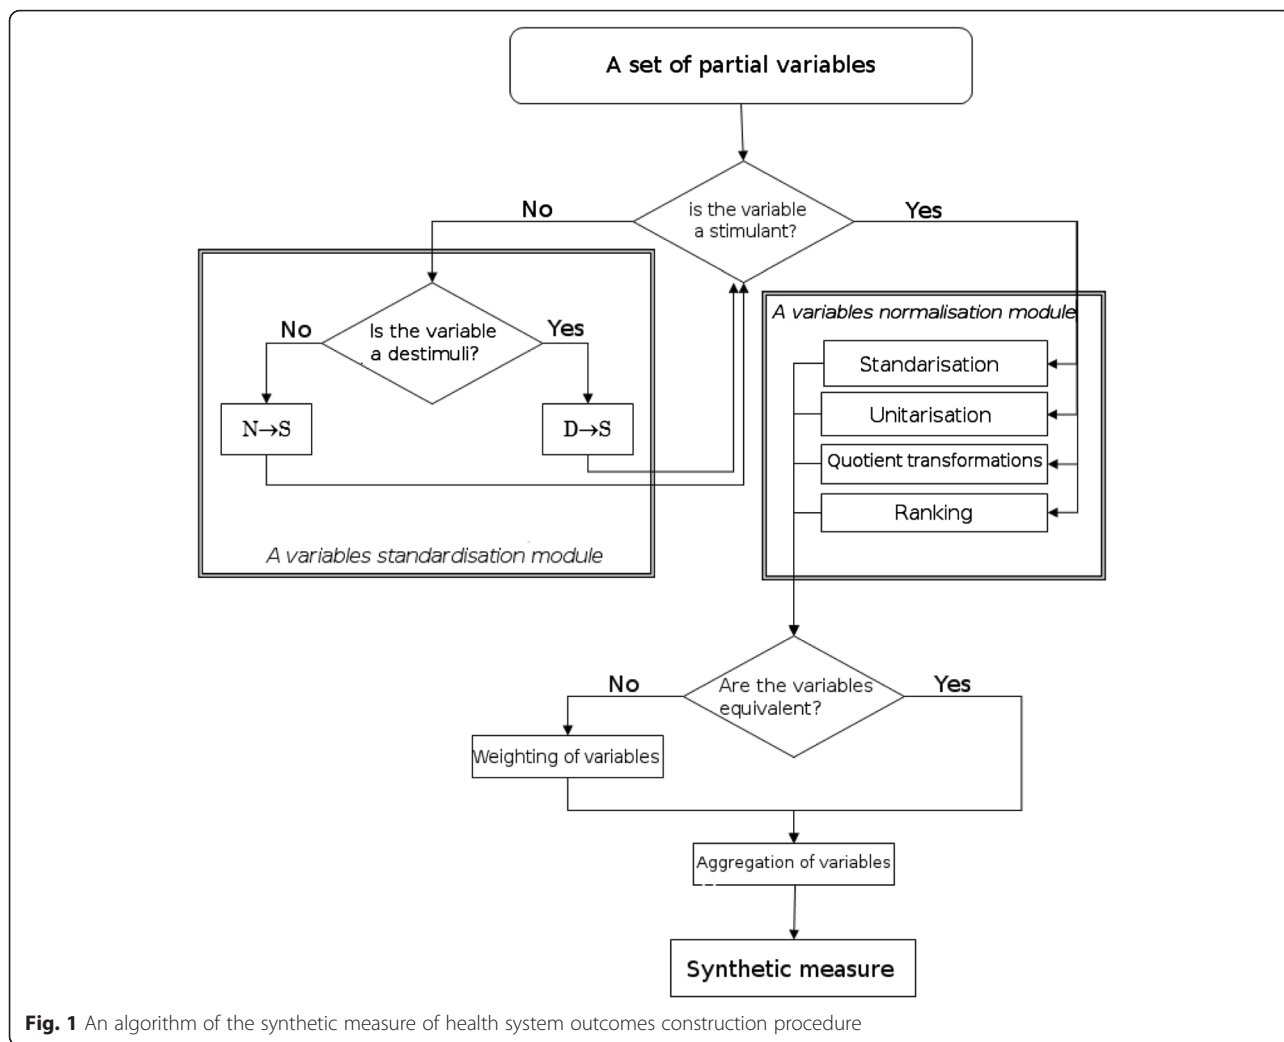 A set of partial variables
is the variable
a stimulant?
No
Yes
Is the variable
a destimuli?
No
Yes
N→S
D→S
A variables standardisation module
A variables normalisation module
Standarisation
Unitarisation
Quotient transformations
Ranking
Are the variables
equivalent?
No
Yes
Weighting of variables
Aggregation of variables
Synthetic measure
Fig. 1 An algorithm of the synthetic measure of health system outcomes construction procedure